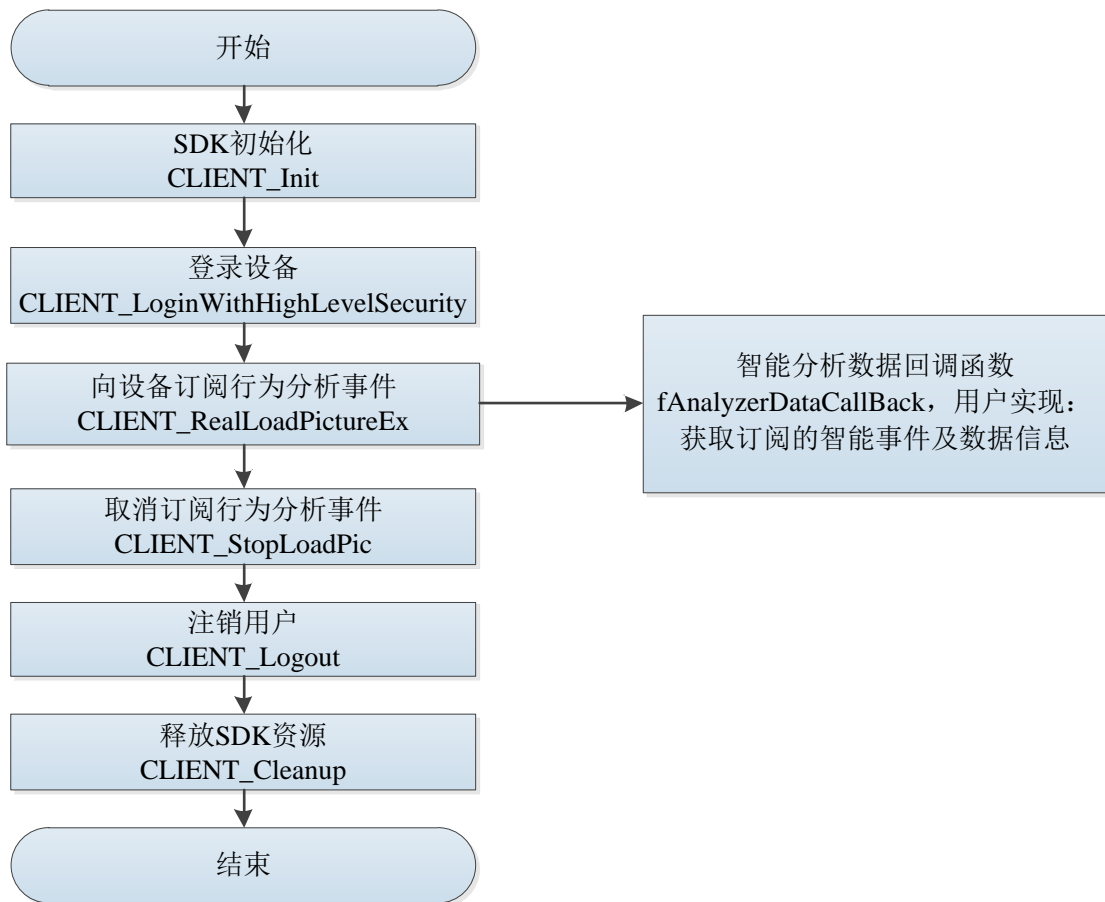 开始
SDK初始化
CLIENT_Init
登录设备
CLIENT_LoginWithHighLevelSecurity
向设备订阅行为分析事件
CLIENT_RealLoadPictureEx
智能分析数据回调函数
fAnalyzerDataCallBack，用户实现：
获取订阅的智能事件及数据信息
取消订阅行为分析事件
CLIENT_StopLoadPic
注销用户
CLIENT_Logout
释放SDK资源
CLIENT_Cleanup
结束